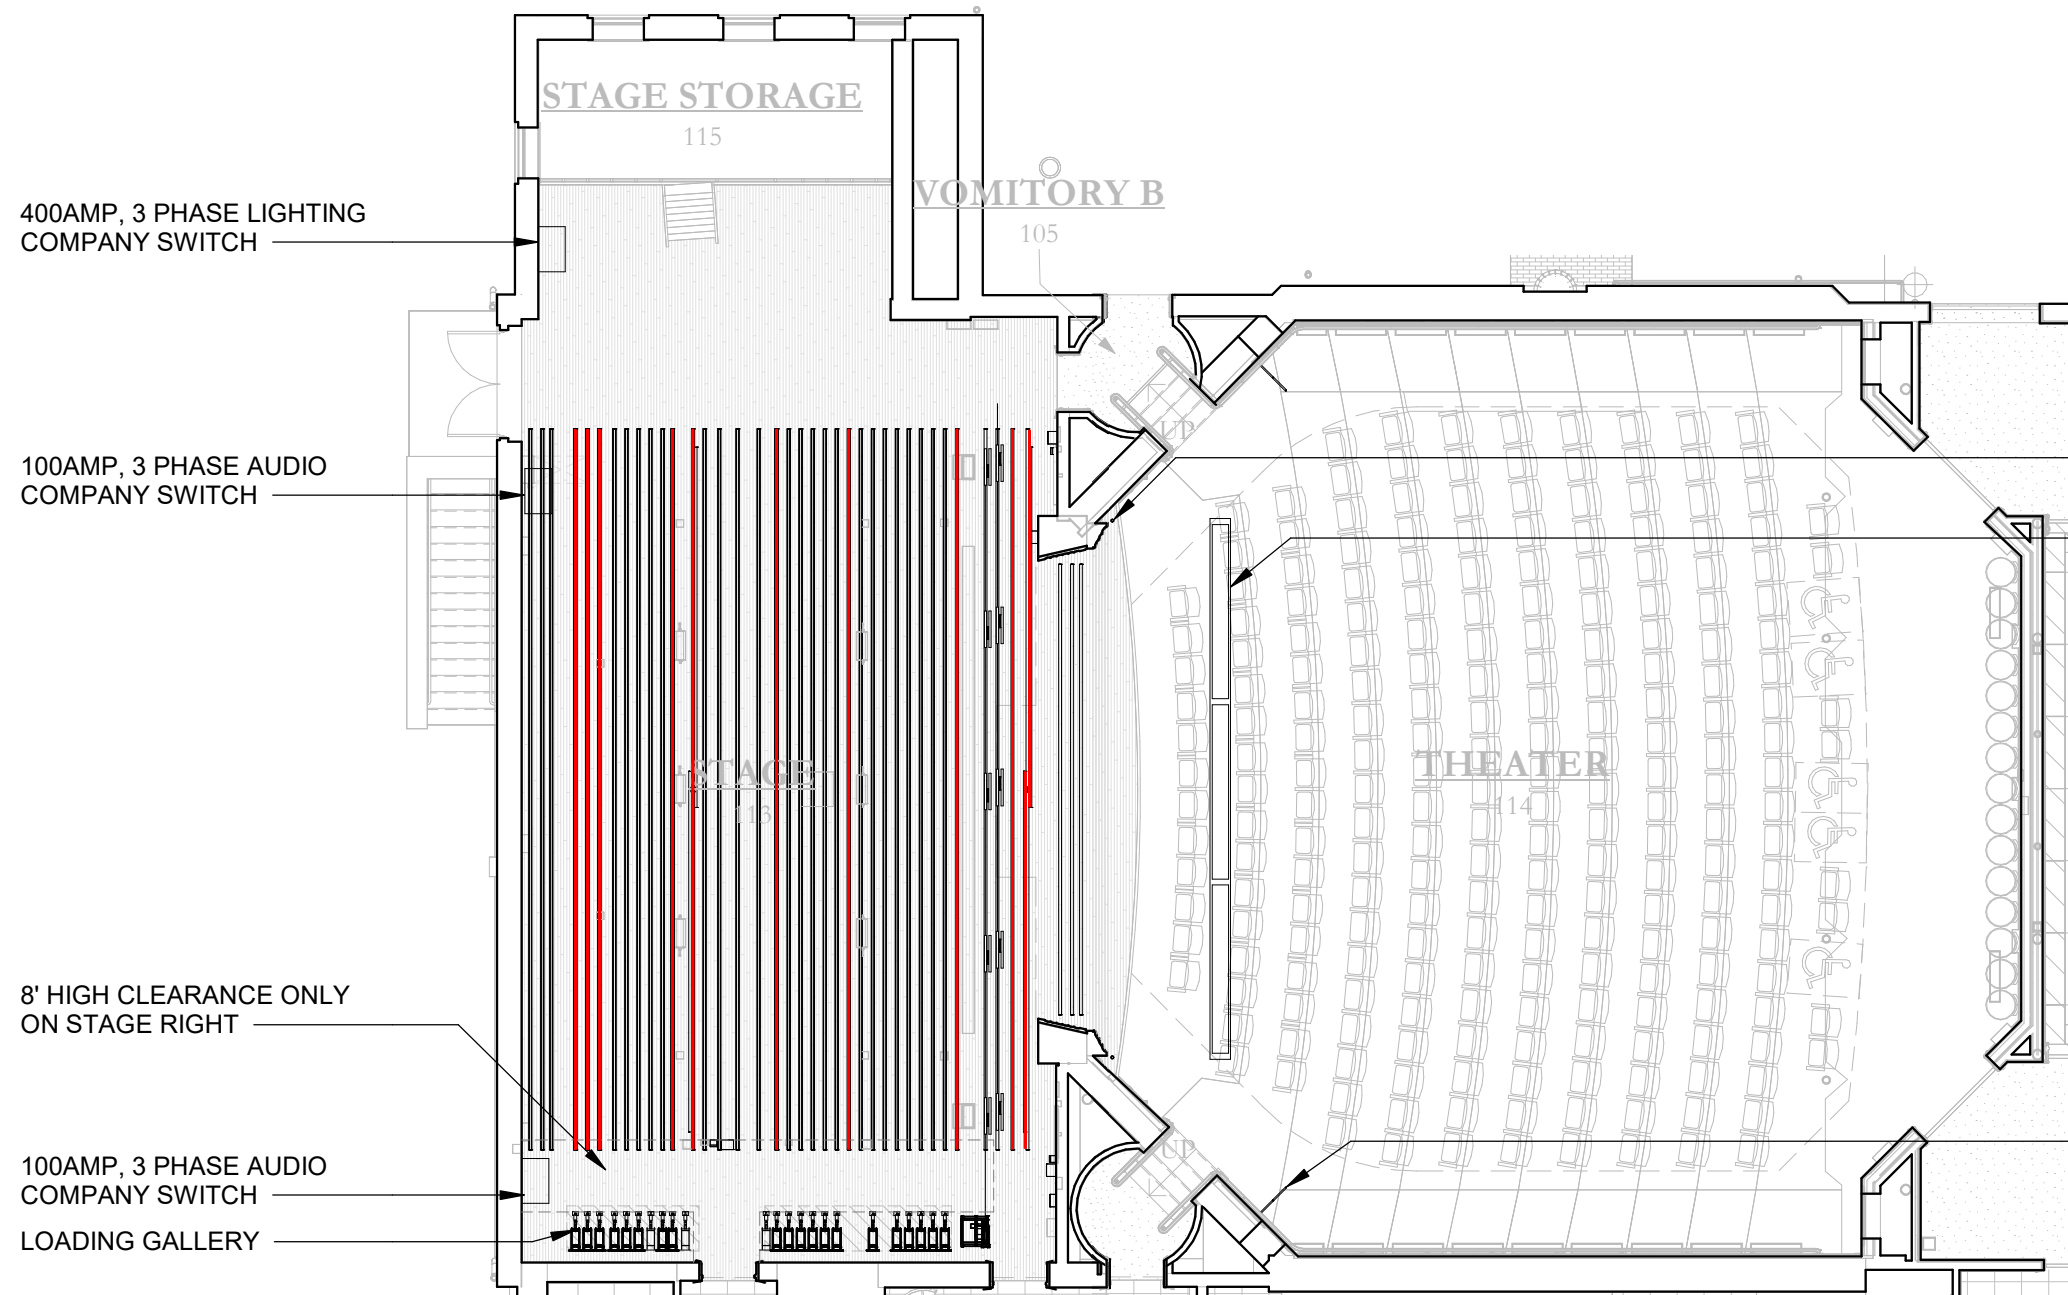 STAGE STORAGE
115
VOMITORY B
105
400AMP, 3 PHASE LIGHTING
COMPANY SWITCH
UP
100AMP, 3 PHASE AUDIO
COMPANY SWITCH
STAGE
113
THEATER
114
8' HIGH CLEARANCE ONLY
ON STAGE RIGHT
UP
100AMP, 3 PHASE AUDIO
COMPANY SWITCH
LOADING GALLERY